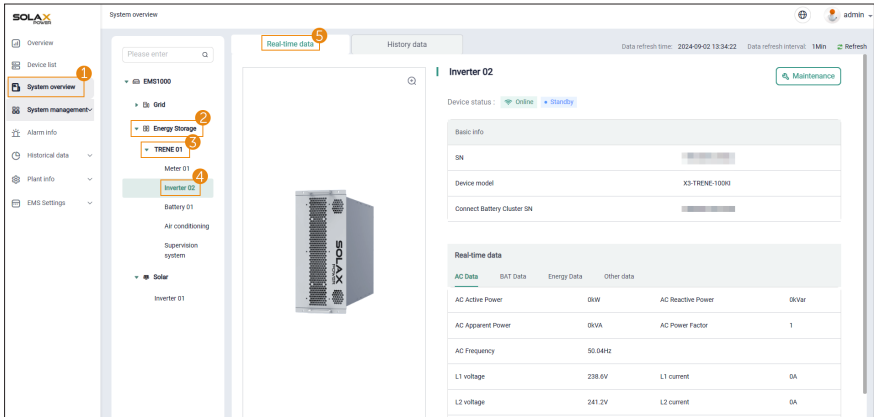 SOLAX
POWER
System overview
admin
Overview
Device list
1
System overview
System management
Alarm info
Historical data
Plant info
EMS Settings
Please enter
EMS1000
Grid
2
Energy Storage
3
TRENE 01
Meter 01
4
Inverter 02
Battery 01
Air conditioning
Supervision
system
Solar
Inverter 01
5
Real-time data
History data
Data refresh time: 2024-09-02 13:34:22 Data refresh interval: 1Min Refresh
SOLAX
POWER
Inverter 02
Maintenance
Device status : Online Standby
Basic info
SN
Device model X3-TRENE-100KI
Connect Battery Cluster SN
Real-time data
AC Data BAT Data Energy Data Other data
AC Active Power 0kW AC Reactive Power 0kVar
AC Apparent Power 0kVA AC Power Factor 1
AC Frequency 50.04Hz
L1 voltage 238.6V L1 current 0A
L2 voltage 241.2V L2 current 0A